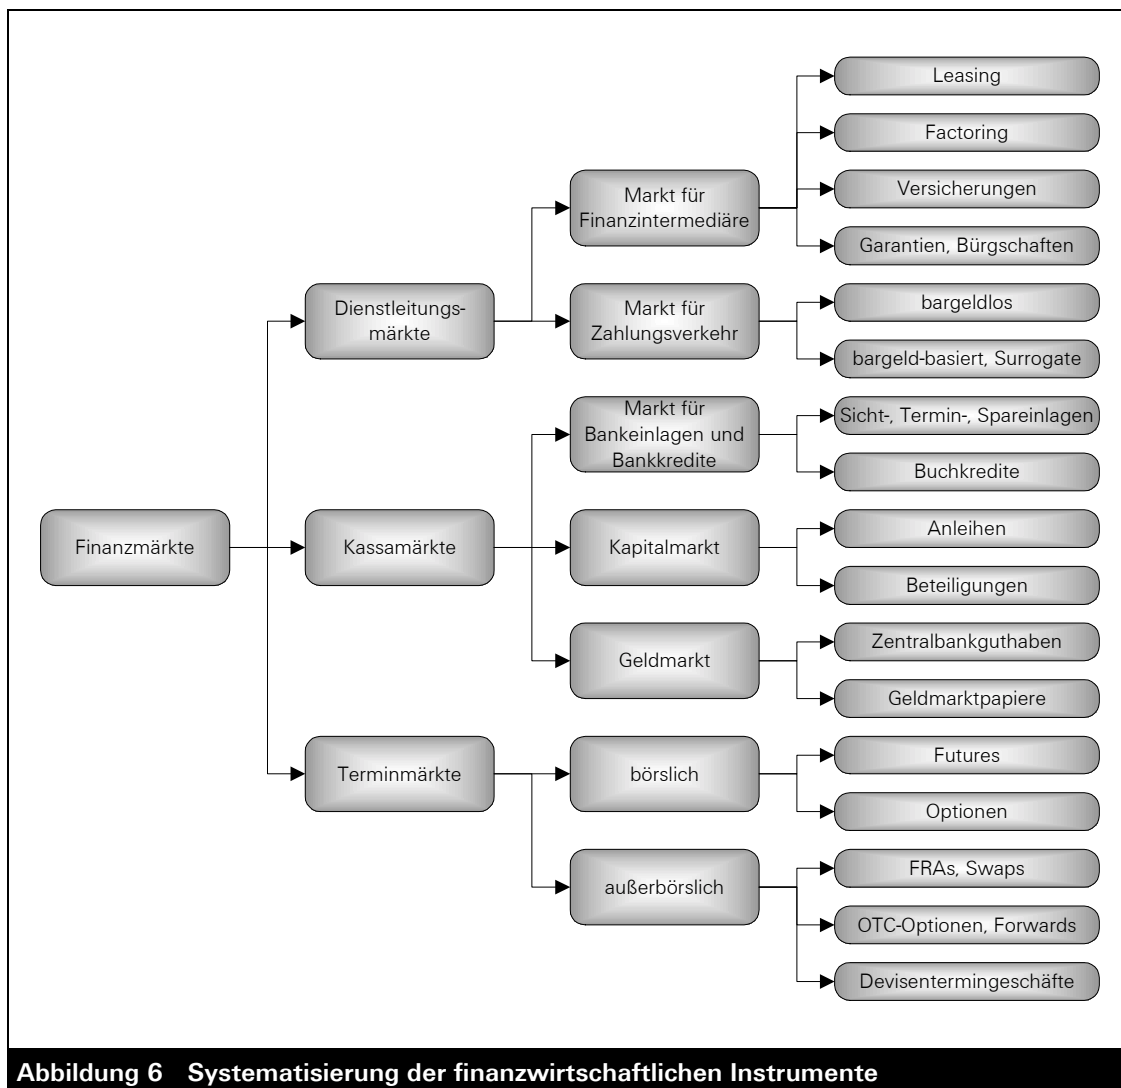 Finanzmärkte
Dienstleitungs-
märkte
Kassamärkte
Terminmärkte
Markt für
Finanzintermediäre
Markt für
Zahlungsverkehr
Markt für
Bankeinlagen und
Bankkredite
Kapitalmarkt
Geldmarkt
börslich
außerbörslich
Leasing
Factoring
Versicherungen
Garantien, Bürgschaften
bargeldlos
bargeld-basiert, Surrogate
Sicht-, Termin-, Spareinlagen
Buchkredite
Anleihen
Beteiligungen
Zentralbankguthaben
Geldmarktpapiere
Futures
Optionen
FRAs, Swaps
OTC-Optionen, Forwards
Devisentermingeschäfte
Abbildung 6 Systematisierung der finanzwirtschaftlichen Instrumente